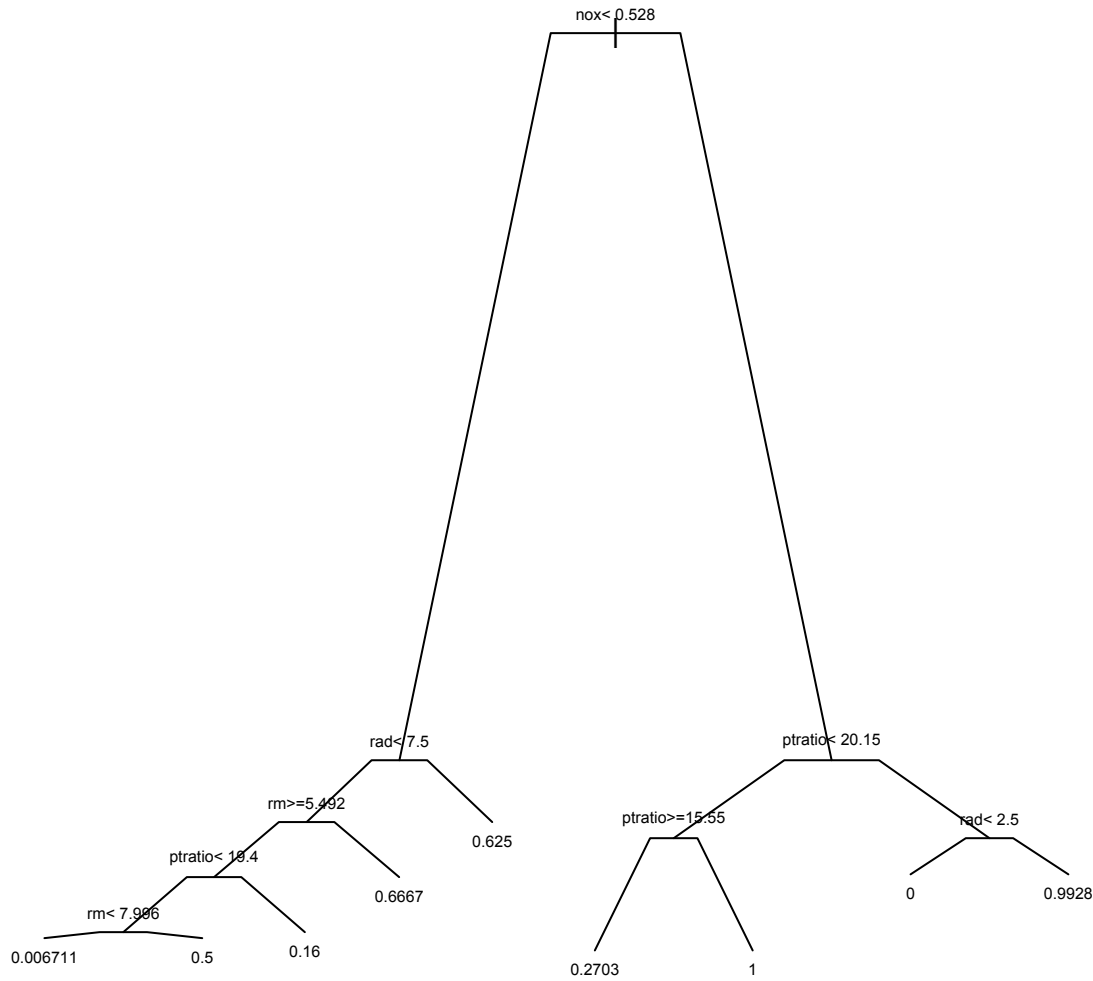 nox< 0.528
rad< 7.5
ptratio< 20.15
rm>=5.492
ptratio>=15.55
rad< 2.5
0.625
ptratio< 19.4
0.6667
0
0.9928
rm< 7.996
0.16
0.006711
0.5
0.2703
1